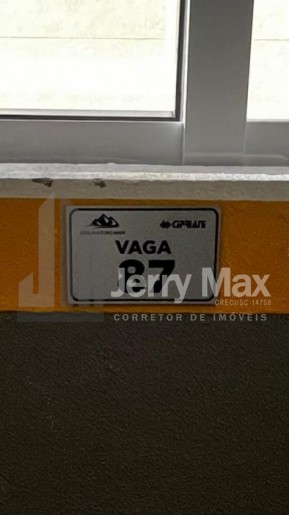 VAGA
87
Jerry Max
CRECI/SC 14708
CORRETOR DE IMÓVEIS